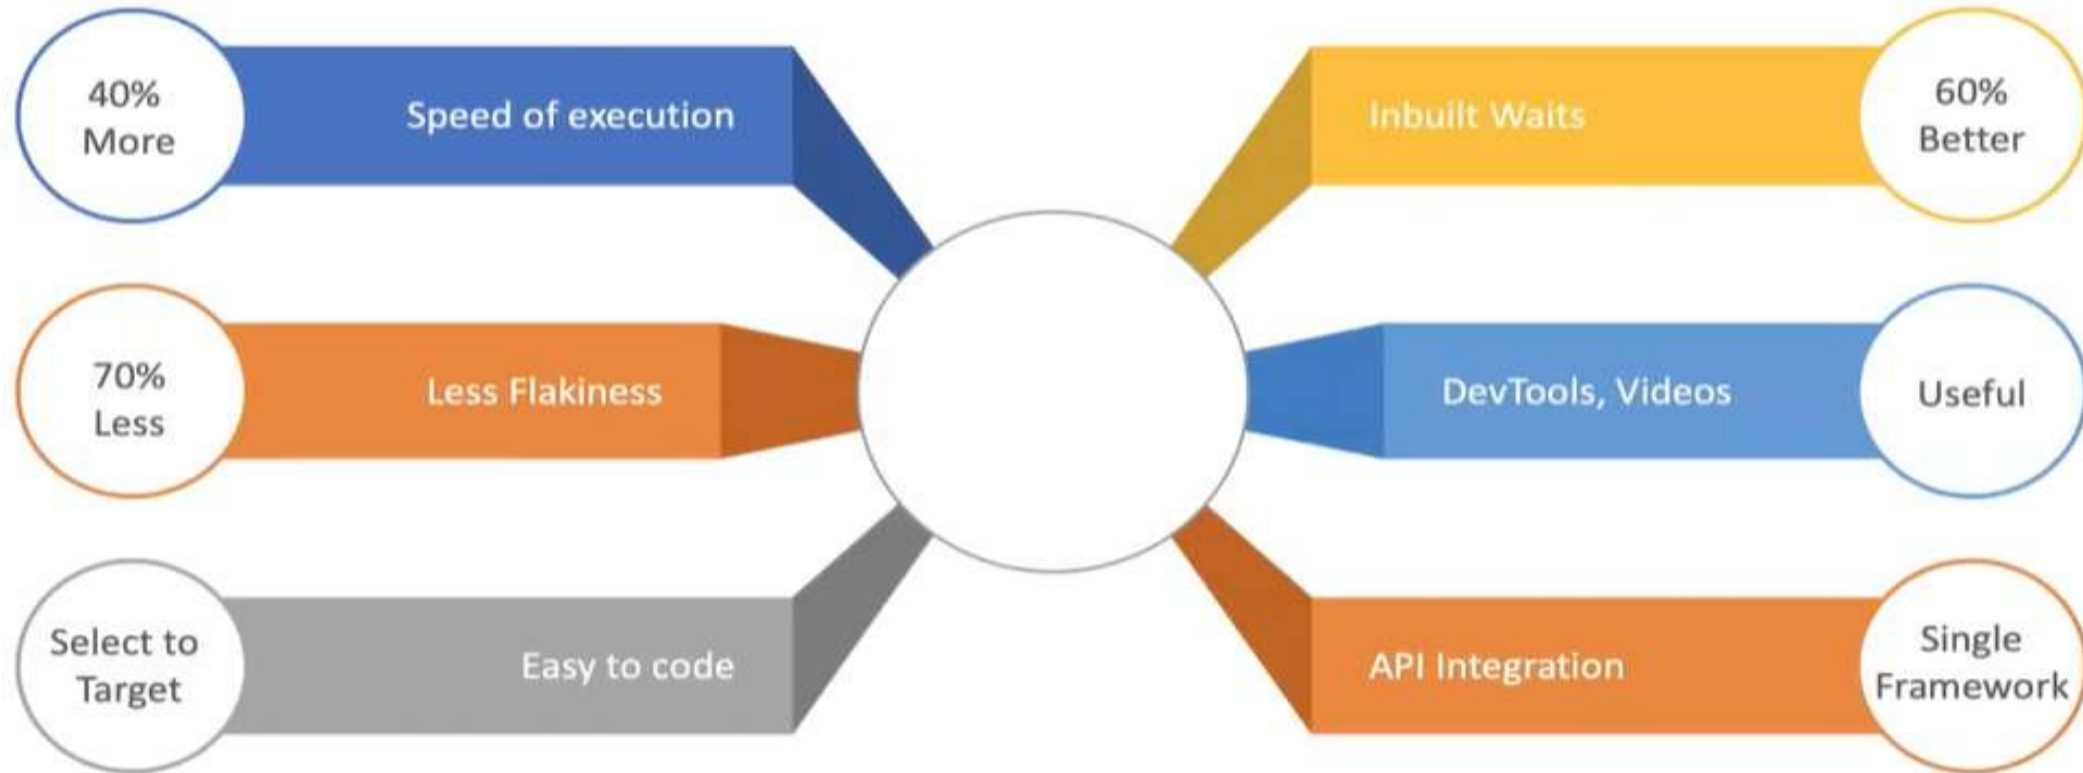 40%
More
Speed of execution
Inbuilt Waits
60%
Better
70%
Less
Less Flakiness
DevTools, Videos
Useful
Select to
Target
Easy to code
API Integration
Single
Framework